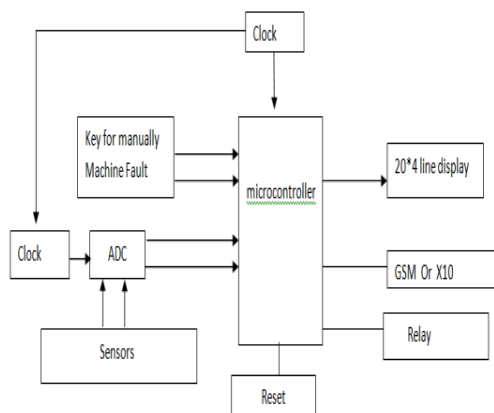 Clock
Key for manually
Machine Fault
microcontroller
20*4 line display
Clock
ADC
GSM Or X10
Sensors
Relay
Reset